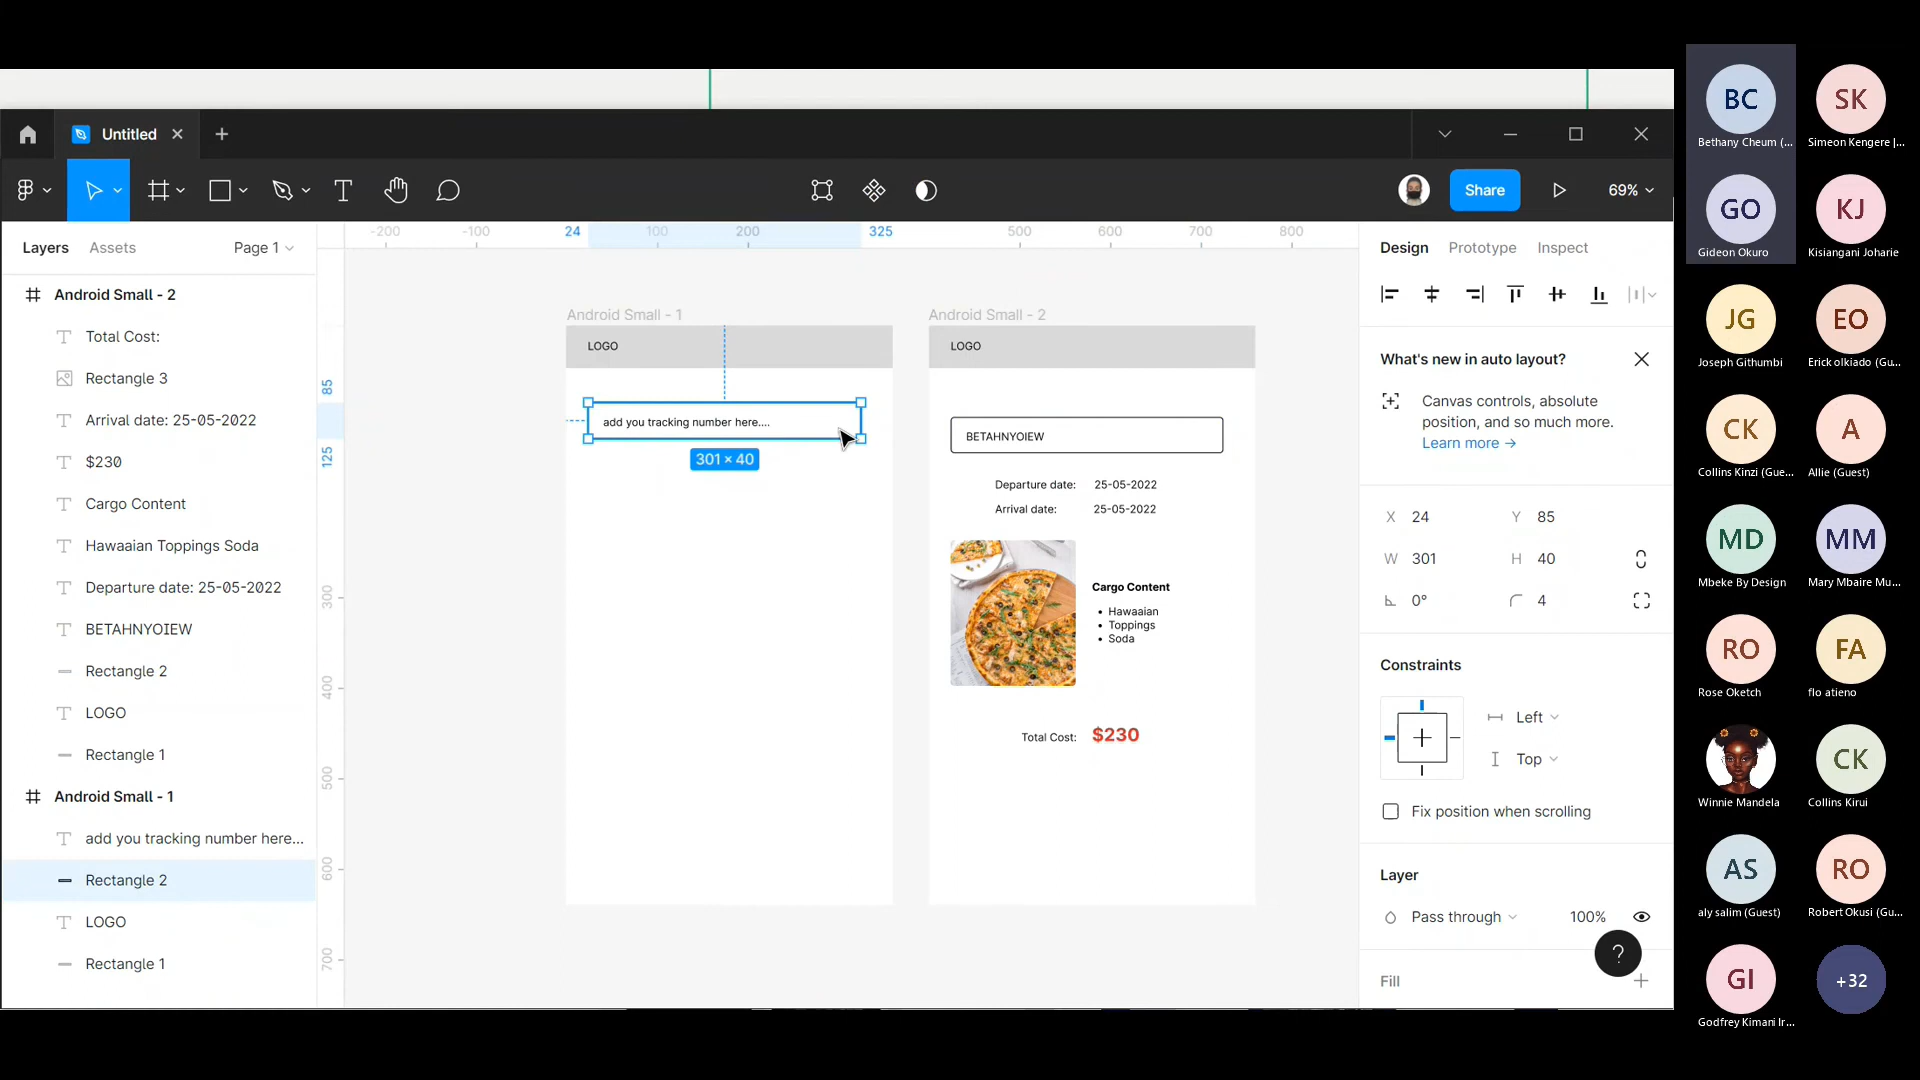 Untitled
Share
69%
Layers
Assets
Page 1
Android Small - 2
Total Cost:
Rectangle 3
Arrival date: 25-05-2022
$230
Cargo Content
Hawaaian Toppings Soda
Departure date: 25-05-2022
BETAHNYOIEW
Rectangle 2
LOGO
Rectangle 1
Android Small - 1
add you tracking number here...
Rectangle 2
LOGO
Rectangle 1
-200
-100
24
100
200
325
500
600
700
800
85
125
300
400
500
600
700
Android Small - 1
LOGO
add you tracking number here....
301 × 40
Android Small - 2
LOGO
BETAHNYOIEW
Departure date: 25-05-2022
Arrival date: 25-05-2022
Cargo Content
• Hawaaian
• Toppings
• Soda
Total Cost: $230
Design
Prototype
Inspect
What's new in auto layout?
Canvas controls, absolute
position, and so much more.
Learn more →
X 24
Y 85
W 301
H 40
0°
4
Constraints
Left
Top
Fix position when scrolling
Layer
Pass through
100%
?
Fill
BC
Bethany Cheum (...
SK
Simeon Kengere |...
GO
Gideon Okuro
KJ
Kisiangani Joharie
JG
Joseph Githumbi
EO
Erick olkiado (Gu...
CK
Collins Kinzi (Gue...
A
Allie (Guest)
MD
Mbeke By Design
MM
Mary Mbaire Mu...
RO
Rose Oketch
FA
flo atieno
Winnie Mandela
CK
Collins Kirui
AS
aly salim (Guest)
RO
Robert Okusi (Gu...
GI
Godfrey Kimani Ir...
+32